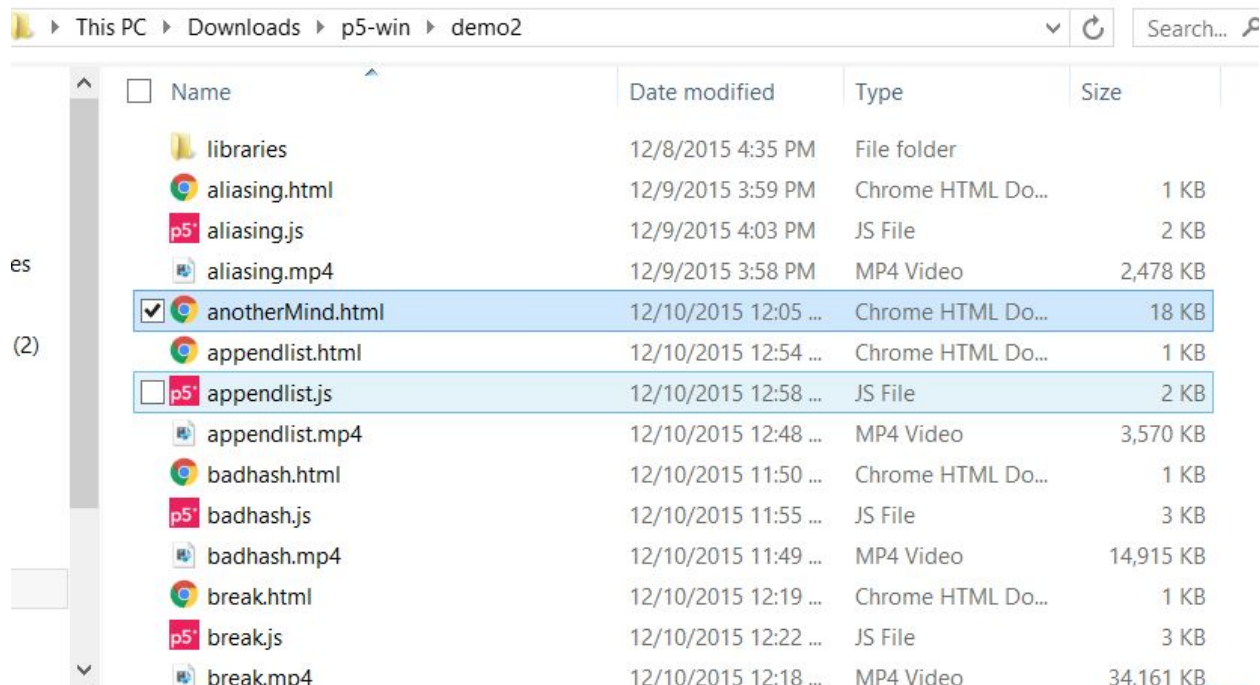 This PC Downloads p5-win demo2 Search...
Name Date modified Type Size
libraries 12/8/2015 4:35 PM File folder
aliasing.html 12/9/2015 3:59 PM Chrome HTML Do... 1 KB
p5* aliasing.js 12/9/2015 4:03 PM JS File 2 KB
es
aliasing.mp4 12/9/2015 3:58 PM MP4 Video 2,478 KB
anotherMind.html 12/10/2015 12:05 ... Chrome HTML Do... 18 KB
(2)
appendlist.html 12/10/2015 12:54 ... Chrome HTML Do... 1 KB
p5* appendlist.js 12/10/2015 12:58 ... JS File 2 KB
appendlist.mp4 12/10/2015 12:48 ... MP4 Video 3,570 KB
badhash.html 12/10/2015 11:50 ... Chrome HTML Do... 1 KB
p5* badhash.js 12/10/2015 11:55 ... JS File 3 KB
badhash.mp4 12/10/2015 11:49 ... MP4 Video 14,915 KB
break.html 12/10/2015 12:19 ... Chrome HTML Do... 1 KB
p5* break.js 12/10/2015 12:22 ... JS File 3 KB
break.mp4 12/10/2015 12:18 ... MP4 Video 34,161 KB